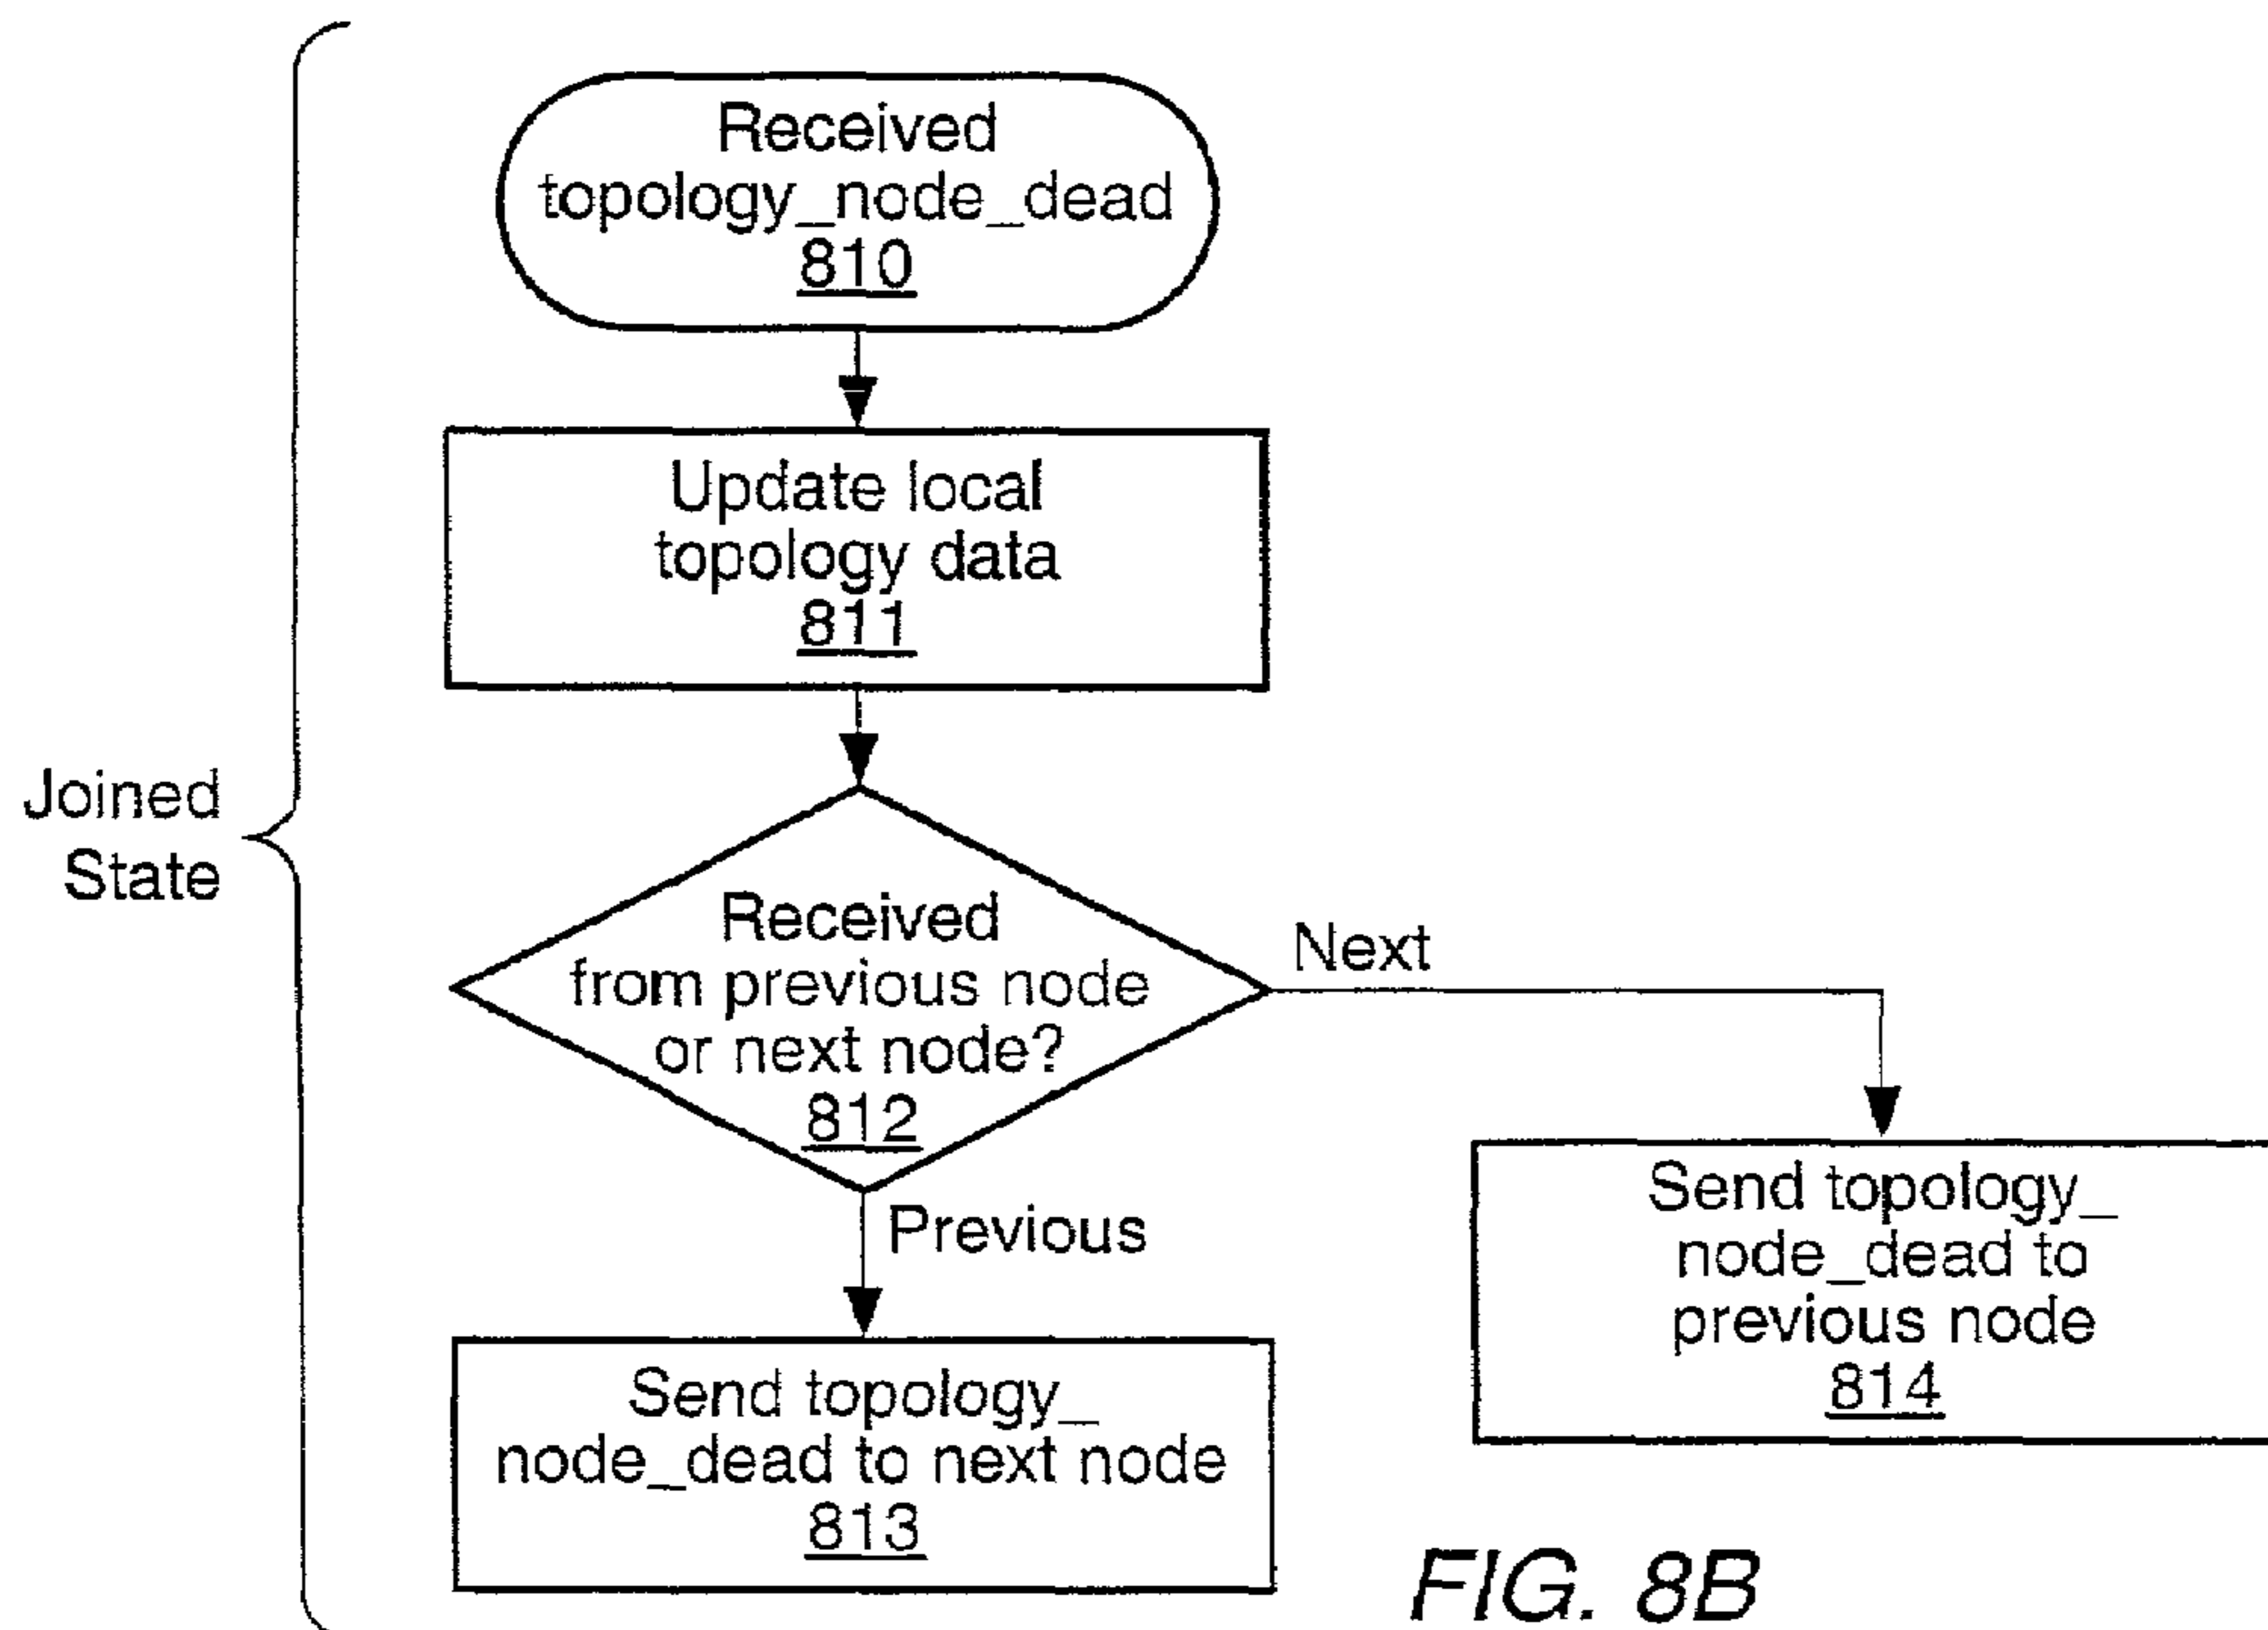 Received
topology_node_dead
810
Update local
topology data
811
Joined
State
Received
from previous node
or next node?
812
Next
Previous
Send topology_
node_dead to next node
813
Send topology_
node_dead to
previous node
814
FIG. 8B